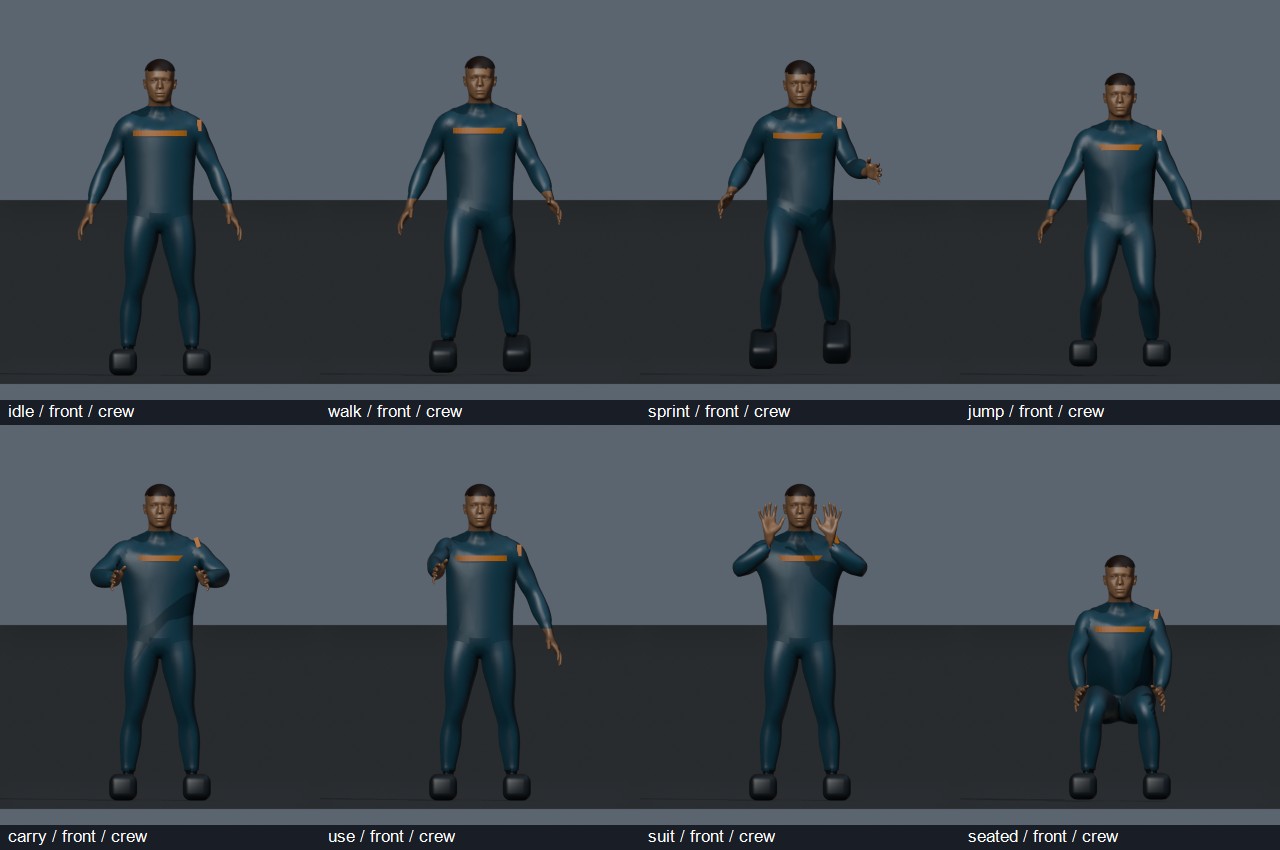 idle / front / crew
walk / front / crew
sprint / front / crew
jump / front / crew
carry / front / crew
use / front / crew
suit / front / crew
seated / front / crew